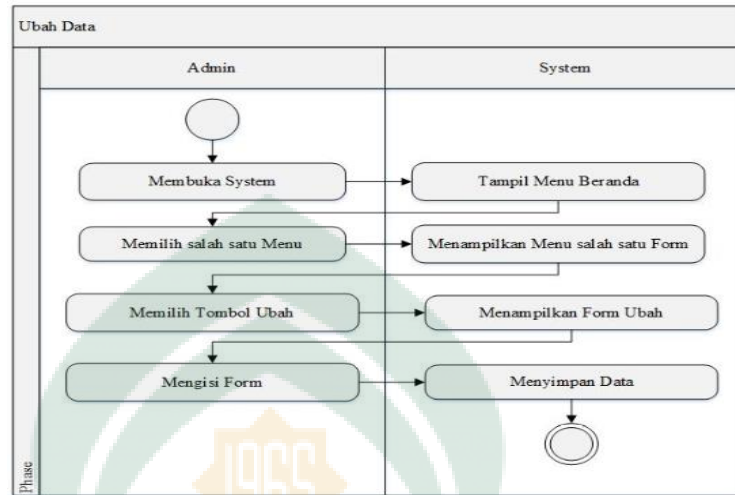 Ubah Data
Admin
System
Membuka System
Tampil Menu Beranda
Memilih salah satu Menu
Menampilkan Menu salah satu Form
Memilih Tombol Ubah
Menampilkan Form Ubah
Mengisi Form
Menyimpan Data
Phase
1965